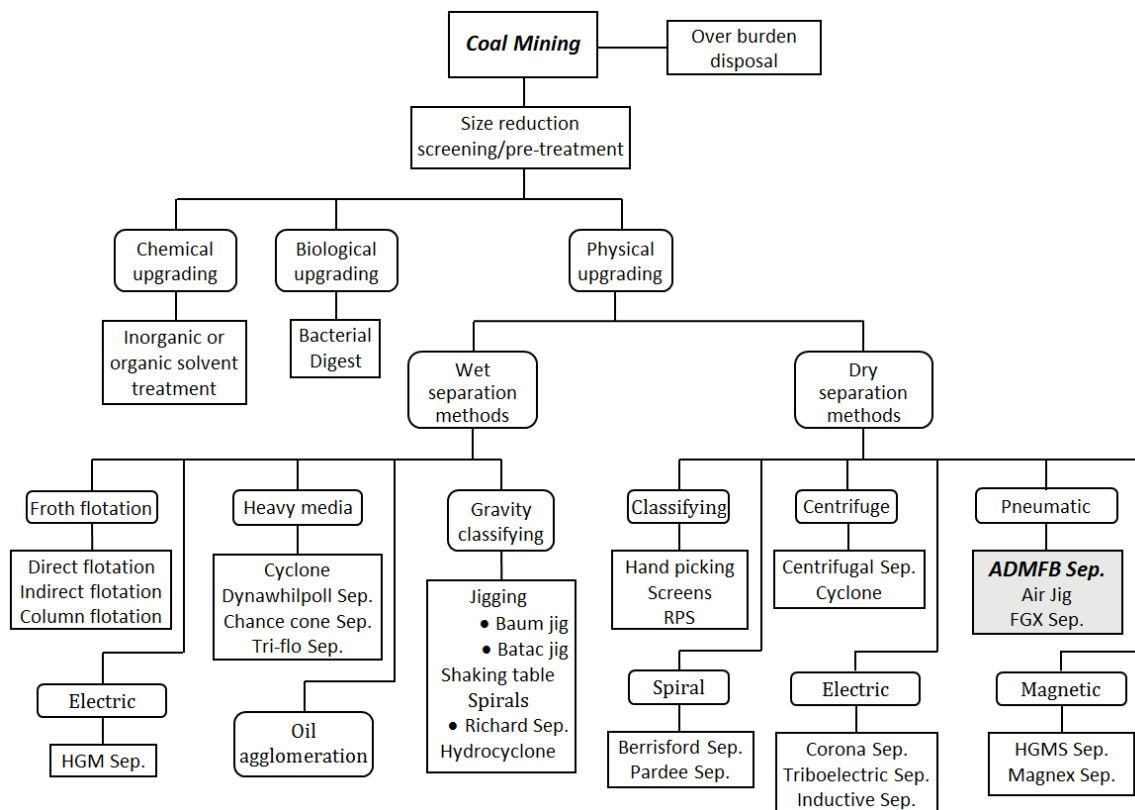 Coal Mining
Over burden
disposal
Size reduction
screening/pre-treatment
Chemical
upgrading
Biological
upgrading
Physical
upgrading
Inorganic or
organic solvent
treatment
Bacterial
Digest
Wet
separation
methods
Dry
separation
methods
Froth flotation
Heavy media
Gravity
classifying
Classifying
Centrifuge
Pneumatic
Direct flotation
Indirect flotation
Column flotation
Cyclone
Dynawhilpoll Sep.
Chance cone Sep.
Tri-flo Sep.
Jigging
• Baum jig
• Batac jig
Shaking table
Spirals
• Richard Sep.
Hydrocyclone
Hand picking
Screens
RPS
Centrifugal Sep.
Cyclone
ADMFB Sep.
Air Jig
FGX Sep.
Electric
Oil
agglomeration
Spiral
Electric
Magnetic
HGM Sep.
Berrisford Sep.
Pardee Sep.
Corona Sep.
Triboelectric Sep.
Inductive Sep.
HGMS Sep.
Magnex Sep.